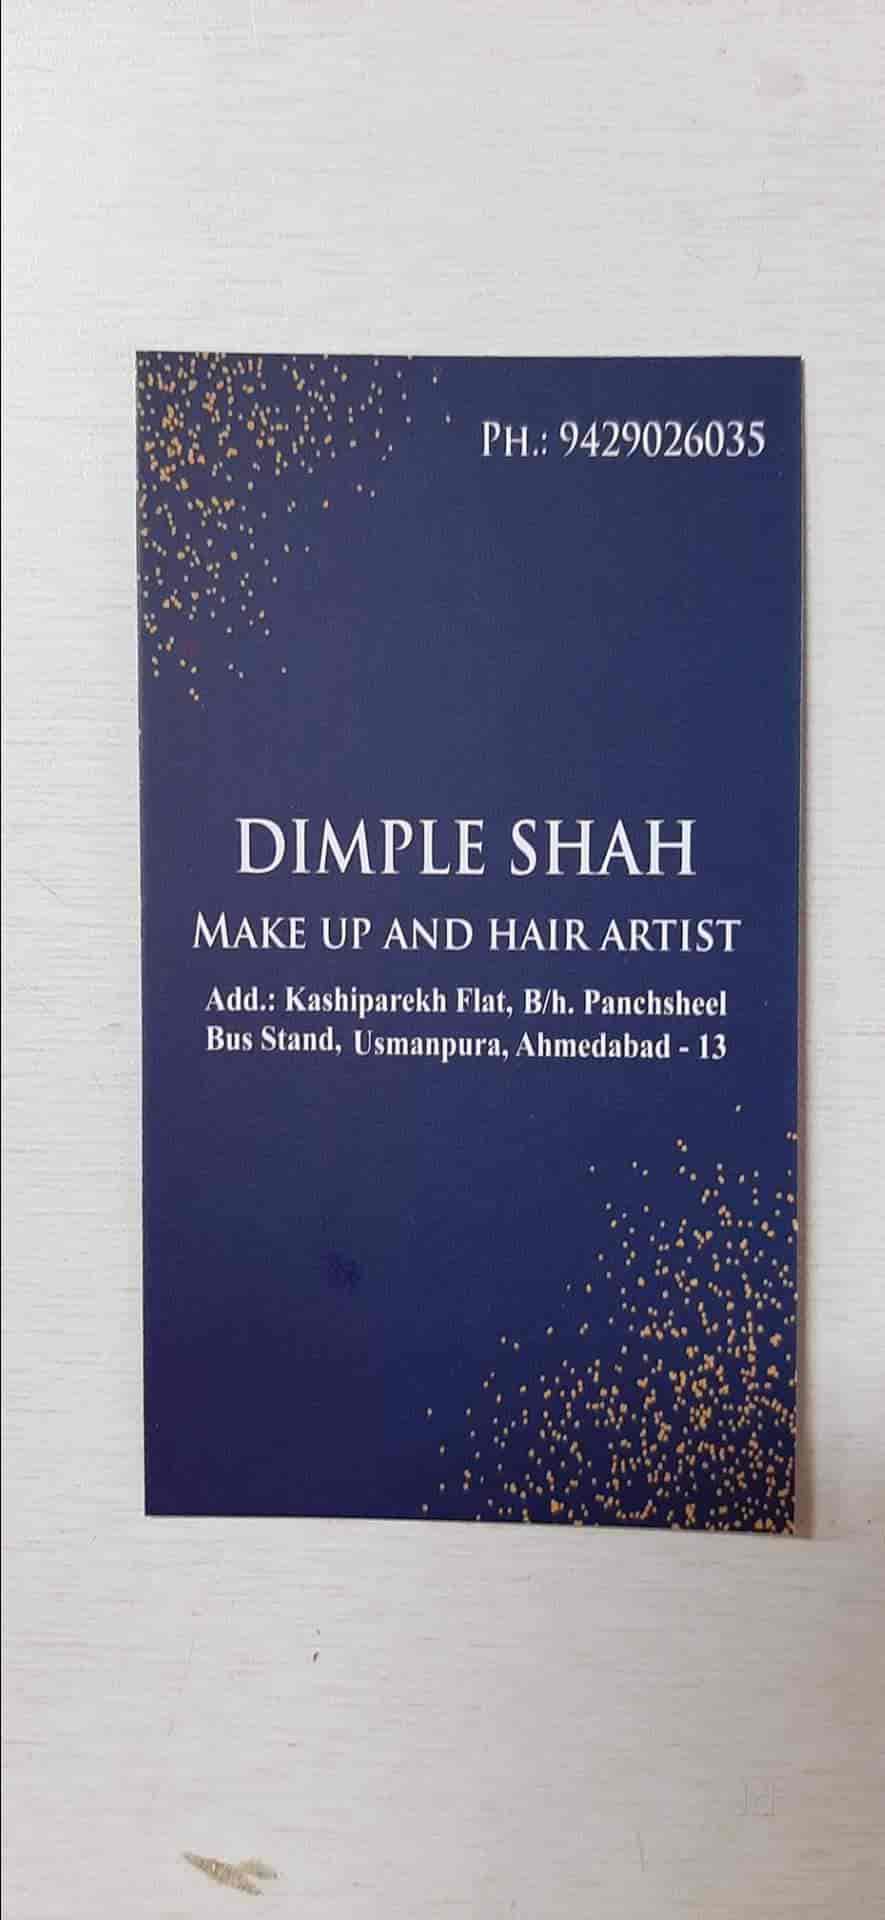 PH.: 9429026035
DIMPLE SHAH
MAKE UP AND HAIR ARTIST
Add.: Kashiparekh Flat, B/h. Panchsheel
Bus Stand, Usmanpura, Ahmedabad - 13